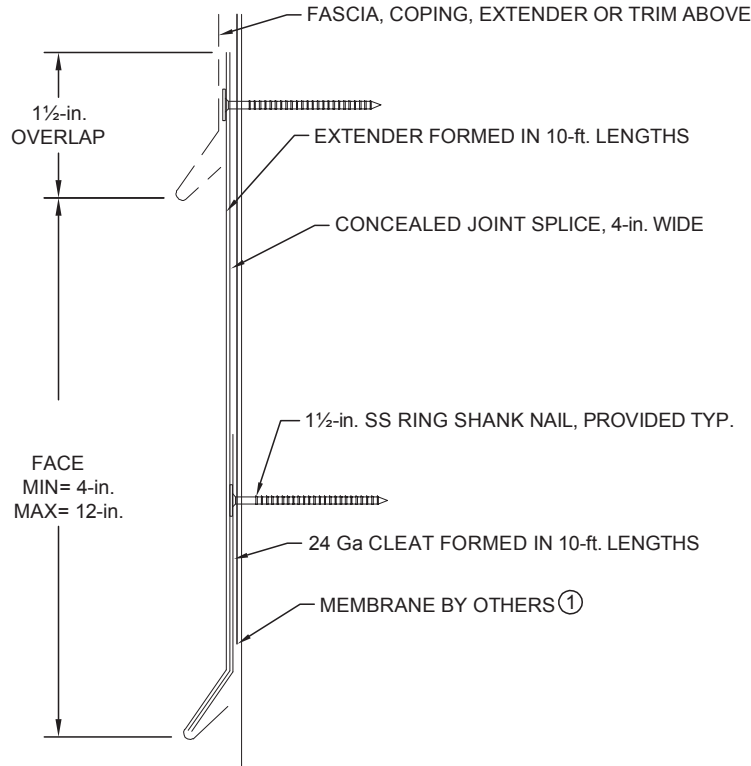 FASCIA, COPING, EXTENDER OR TRIM ABOVE
1½-in.
OVERLAP
EXTENDER FORMED IN 10-ft. LENGTHS
CONCEALED JOINT SPLICE, 4-in. WIDE
1½-in. SS RING SHANK NAIL, PROVIDED TYP.
FACE
MIN= 4-in.
MAX= 12-in.
24 Ga CLEAT FORMED IN 10-ft. LENGTHS
MEMBRANE BY OTHERS ①